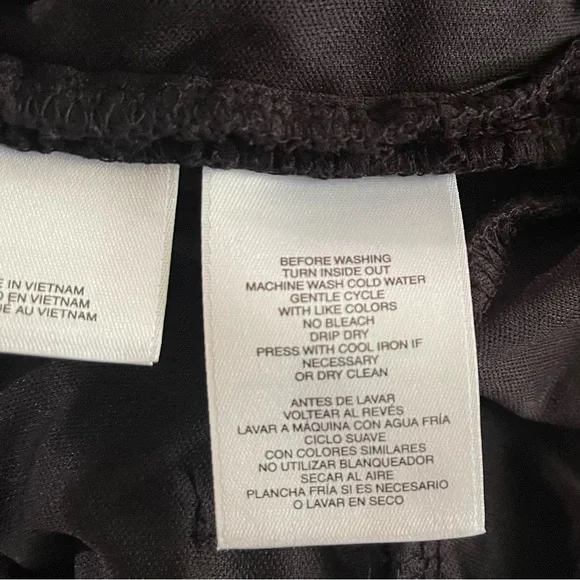 IN VIETNAM
EN VIETNAM
AU VIETNAM
BEFORE WASHING
TURN INSIDE OUT
MACHINE WASH COLD WATER
GENTLE CYCLE
WITH LIKE COLORS
NO BLEACH
DRIP DRY
PRESS WITH COOL IRON IF
NECESSARY
OR DRY CLEAN
ANTES DE LAVAR
VOLTEAR AL REVÉS
LAVAR A MÁQUINA CON AGUA FRÍA
CICLO SUAVE
CON COLORES SIMILARES
NO UTILIZAR BLANQUEADOR
SECAR AL AIRE
PLANCHA FRÍA SI ES NECESARIO
O LAVAR EN SECO